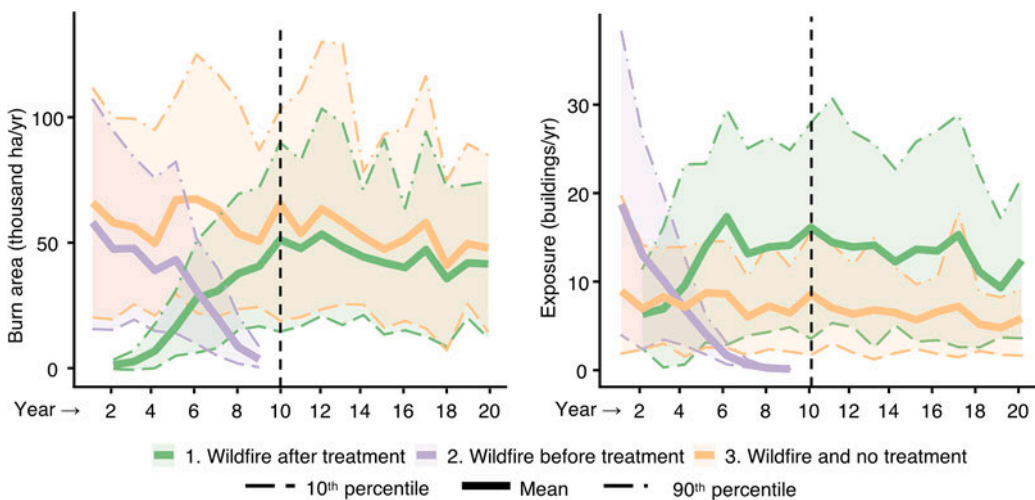 Burn area (thousand ha/yr)
100
50
0
Year →
2 4 6 8 10 12 14 16 18 20
Exposure (buildings/yr)
30
20
10
0
Year →
2 4 6 8 10 12 14 16 18 20
1. Wildfire after treatment 2. Wildfire before treatment 3. Wildfire and no treatment
10th percentile Mean 90th percentile